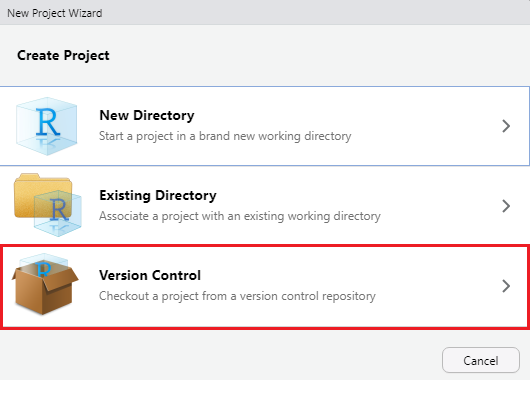 New Project Wizard
Create Project
R
New Directory
Start a project in a brand new working directory
R
Existing Directory
Associate a project with an existing working directory
R
Version Control
Checkout a project from a version control repository
Cancel